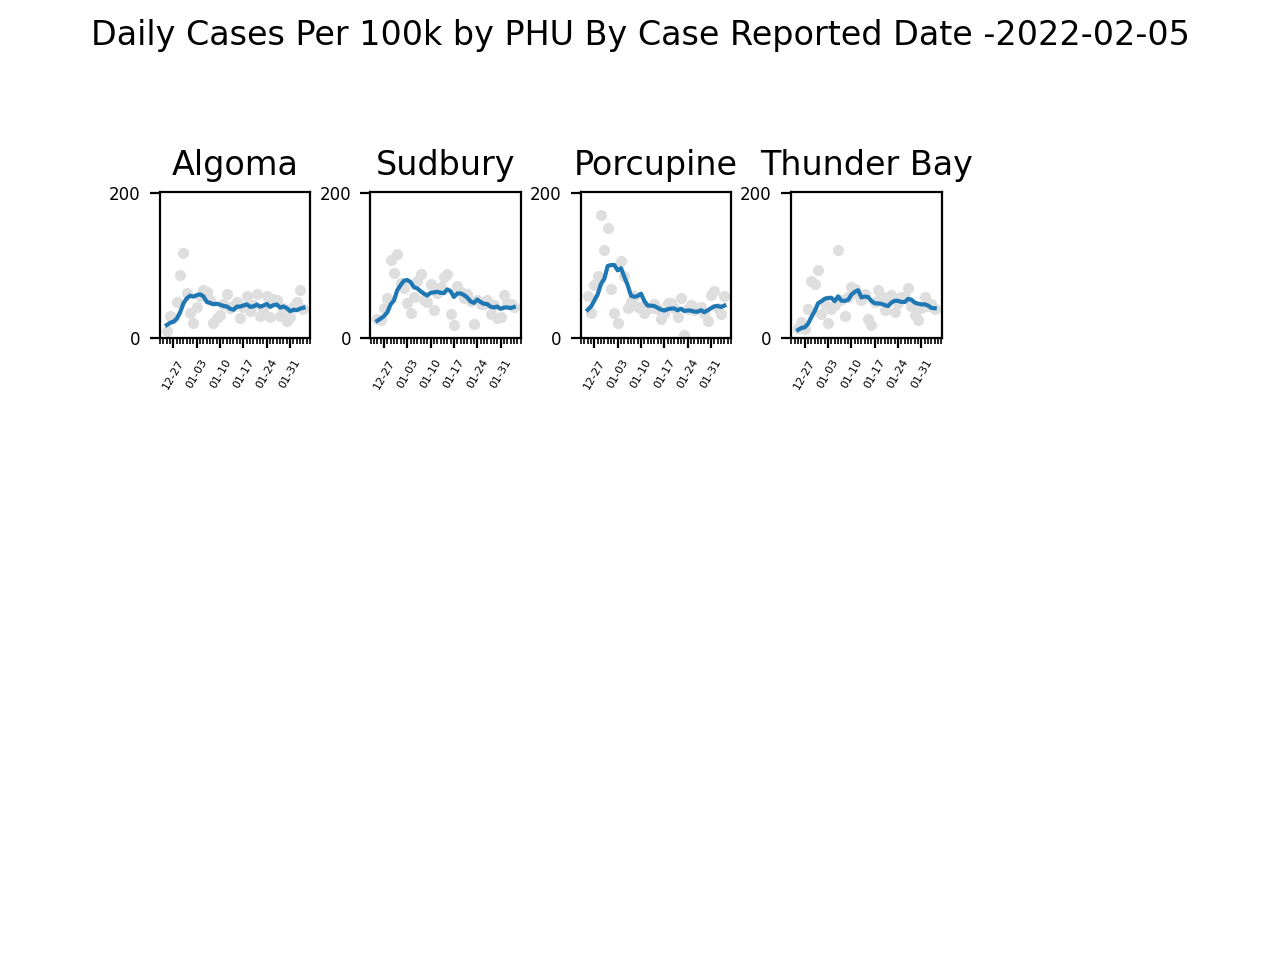 Daily Cases Per 100k by PHU By Case Reported Date -2022-02-05
Algoma Sudbury Porcupine Thunder Bay
200 200 200 200
0 0 0 0
12-27 01-03 01-10 01-17 01-24 01-31 12-27 01-03 01-10 01-17 01-24 01-31 12-27 01-03 01-10 01-17 01-24 01-31 12-27 01-03 01-10 01-17 01-24 01-31